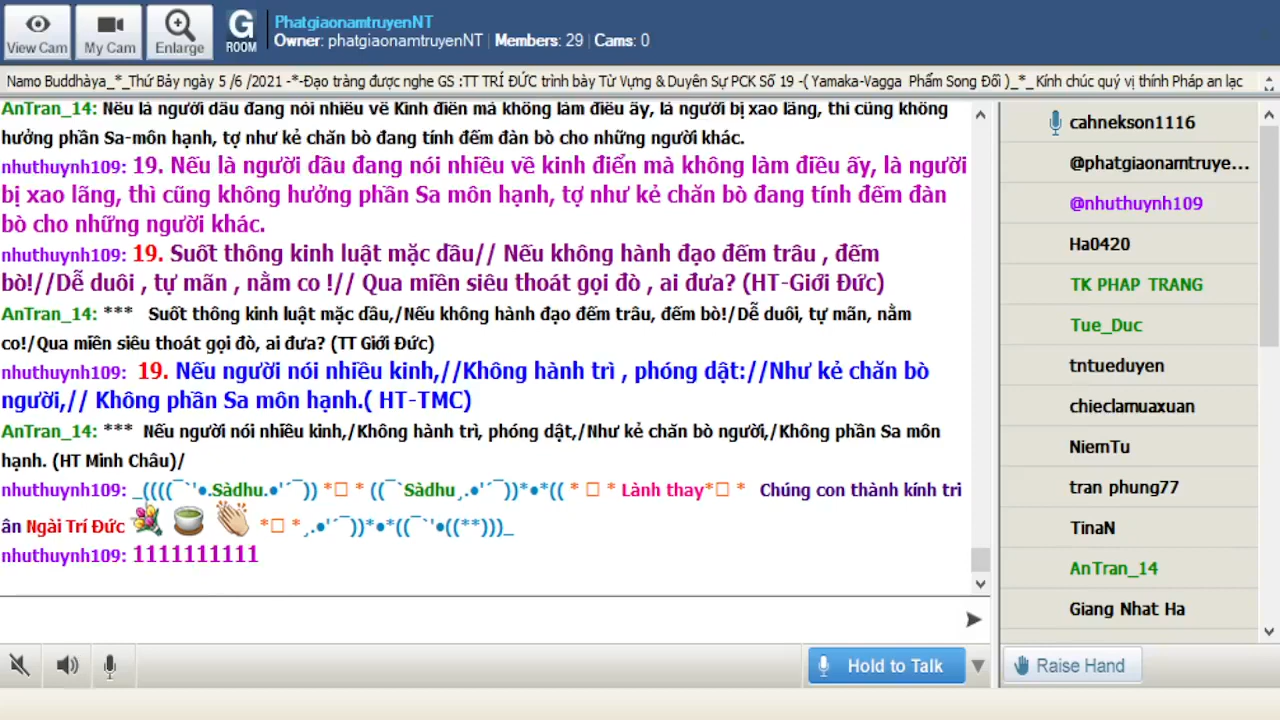 PhatgiaonamtruyenNT
Owner: phatgiaonamtruyenNT | Members: 29 | Cams: 0
View Cam
My Cam
Enlarge
G
ROOM
Namo Buddhàya_*_Thứ Bảy ngày 5 /6 /2021 -*-Đạo tràng được nghe GS :TT TRÍ ĐỨC trình bày Từ Vựng & Duyên Sự PCK Số 19 -( Yamaka-Vagga Phẩm Song Đối )_*_ Kính chúc quý vị thính Pháp an lạc
AnTran_14: Nếu là người dầu đang nói nhiều về Kinh điển mà không làm điều ấy, là người bị xao lãng, thì cũng không
hưởng phần Sa-môn hạnh, tợ như kẻ chăn bò đang tính đếm đàn bò cho những người khác.
nhuthuynh109: 19. Nếu là người dầu đang nói nhiều về kinh điển mà không làm điều ấy, là người
bị xao lãng, thì cũng không hưởng phần Sa môn hạnh, tợ như kẻ chăn bò đang tính đếm đàn
bò cho những người khác.
nhuthuynh109: 19. Suốt thông kinh luật mặc dầu// Nếu không hành đạo đếm trâu , đếm
bò!//Dễ duôi , tự mãn , nằm co !// Qua miền siêu thoát gọi đò , ai đưa? (HT-Giới Đức)
AnTran_14: *** Suốt thông kinh luật mặc dầu,/Nếu không hành đạo đếm trâu, đếm bò!/Dễ duôi, tự mãn, nằm
co!/Qua miền siêu thoát gọi đò, ai đưa? (TT Giới Đức)
nhuthuynh109: 19. Nếu người nói nhiều kinh,//Không hành trì , phóng dật://Như kẻ chăn bò
người,// Không phần Sa môn hạnh.( HT-TMC)
AnTran_14: *** Nếu người nói nhiều kinh,/Không hành trì, phóng dật,/Như kẻ chăn bò người,/Không phần Sa môn
hạnh. (HT Minh Châu)/
nhuthuynh109: _((((¯`'•.Sàdhu.•'´¯)) *▯ * ((¯`Sàdhu¸.•'´¯))*•*(( * ▯ * Lành thay*▯ * Chúng con thành kính tri
ân Ngài Trí Đức *▯ *¸.•'´¯))*•*((¯`'•((**)))_
nhuthuynh109: 1111111111
Hold to Talk
cahnekson1116
@phatgiaonamtruye...
@nhuthuynh109
Ha0420
TK PHAP TRANG
Tue_Duc
tntueduyen
chieclamuaxuan
NiemTu
tran phung77
TinaN
AnTran_14
Giang Nhat Ha
Raise Hand